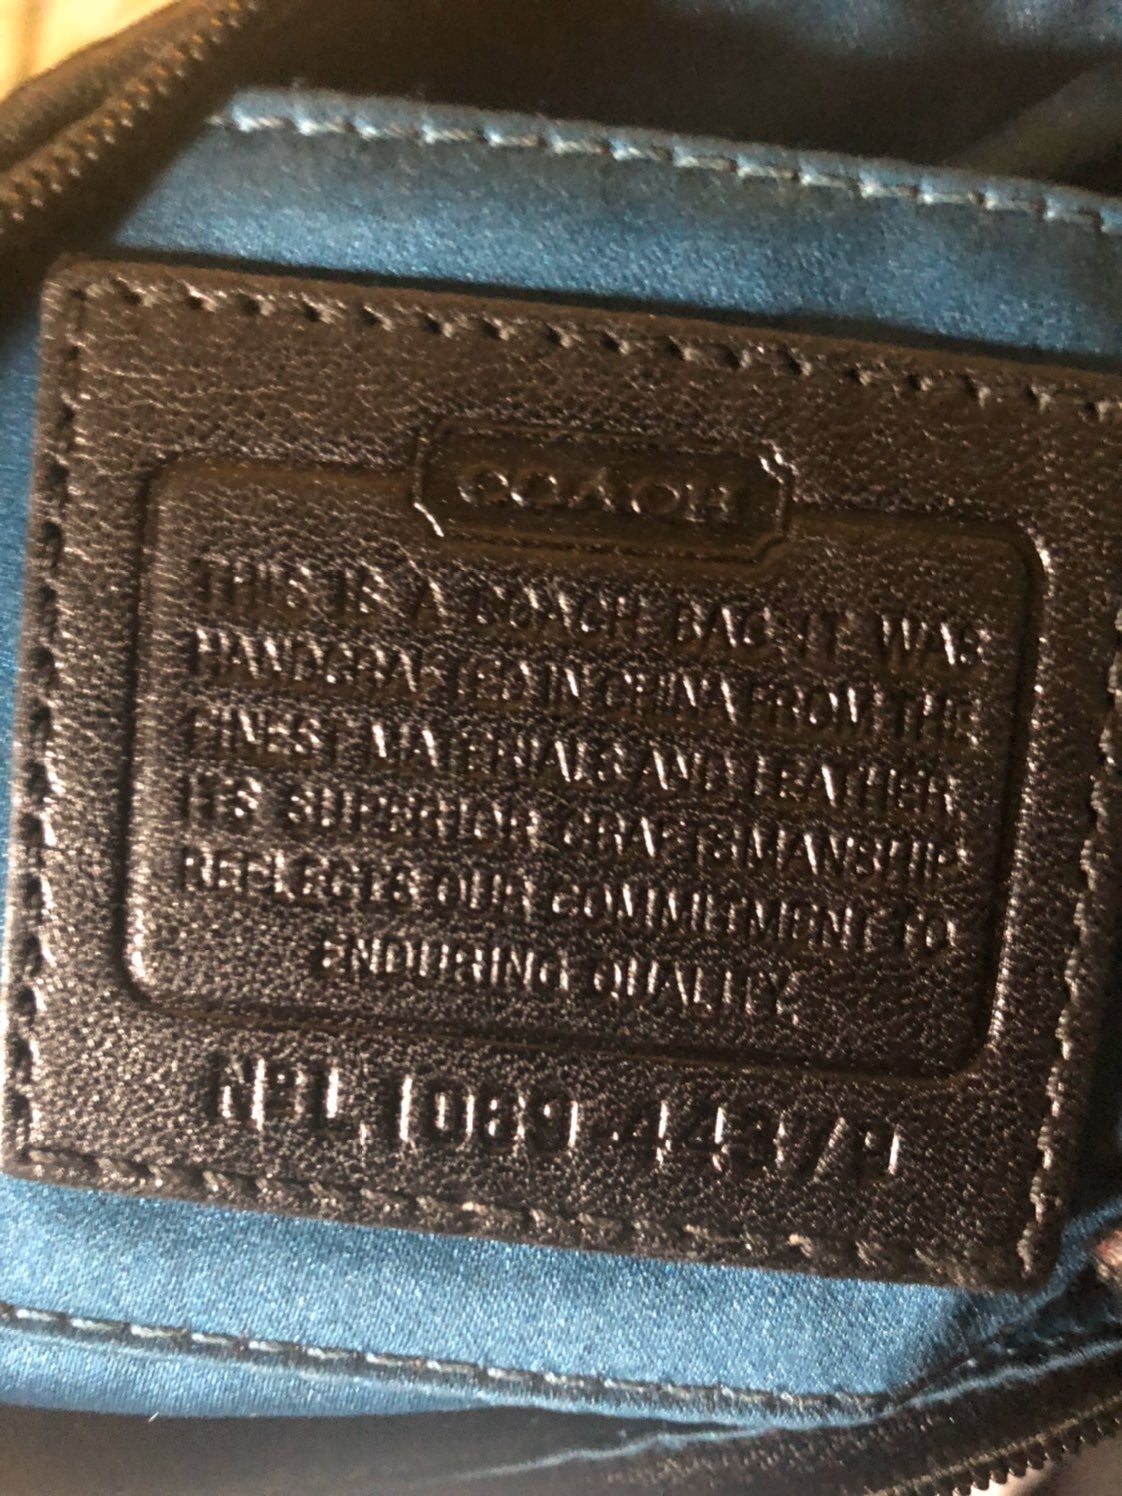 COACH
THIS IS A COACH BAG. IT WAS
HANDCRAFTED IN CHINA FROM THE
FINEST MATERIALS AND LEATHER.
ITS SUPERIOR CRAFTSMANSHIP
REFLECTS OUR COMMITMENT TO
ENDURING QUALITY.